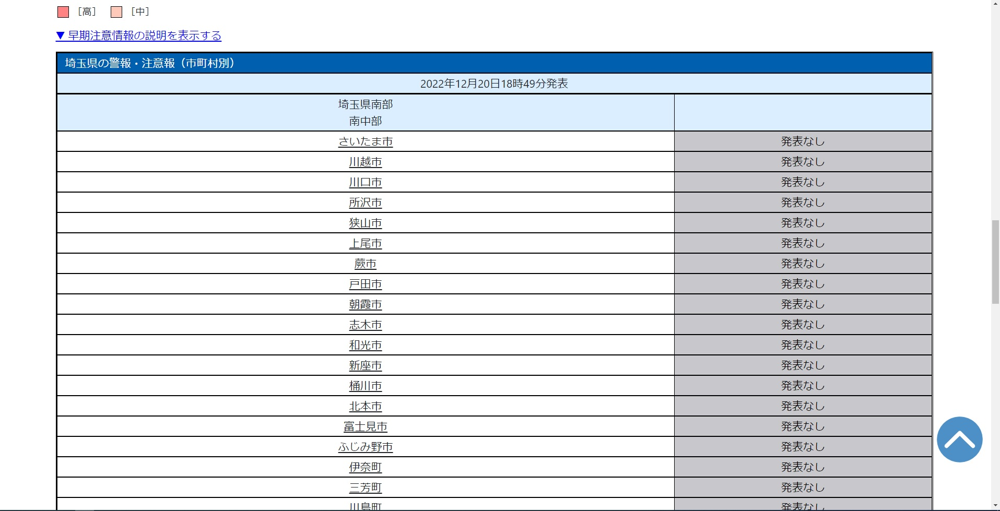 ［高］ ［中］
▼ 早期注意情報の説明を表示する
埼玉県の警報・注意報（市町村別）
2022年12月20日18時49分発表
埼玉県南部
南中部
さいたま市 発表なし
川越市 発表なし
川口市 発表なし
所沢市 発表なし
狭山市 発表なし
上尾市 発表なし
蕨市 発表なし
戸田市 発表なし
朝霞市 発表なし
志木市 発表なし
和光市 発表なし
新座市 発表なし
桶川市 発表なし
北本市 発表なし
富士見市 発表なし
ふじみ野市 発表なし
伊奈町 発表なし
三芳町 発表なし
川島町 発表なし